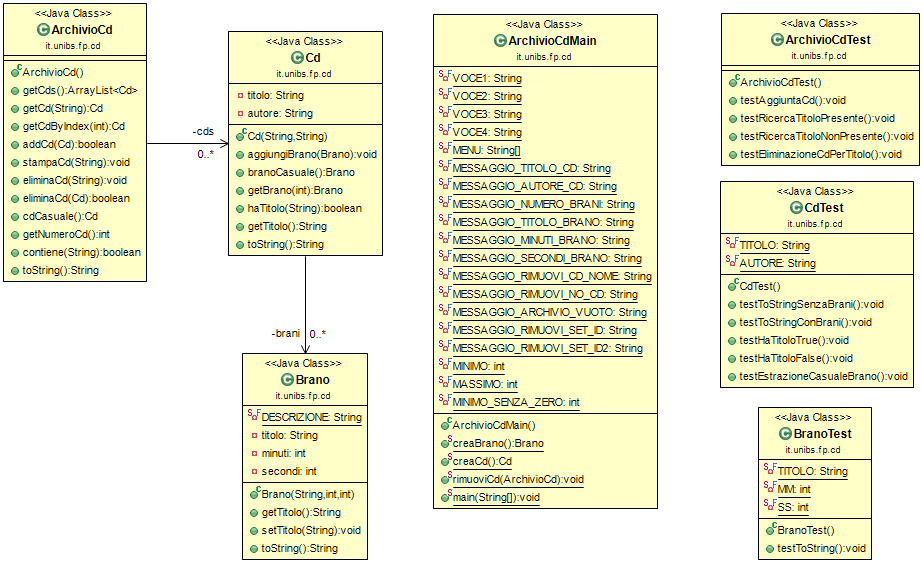 <<Java Class>>
ArchivioCd
it.unibs.fp.cd
ArchivioCd()
getCds():ArrayList<Cd>
getCd(String):Cd
getCdByIndex(int):Cd
addCd(Cd):boolean
stampaCd(String):void
eliminaCd(String):void
eliminaCd(Cd):boolean
cdCasuale():Cd
getNumeroCd():int
contiene(String):boolean
toString():String
-cds
0..*
<<Java Class>>
Cd
it.unibs.fp.cd
titolo: String
autore: String
Cd(String,String)
aggiungiBrano(Brano):void
branoCasuale():Brano
getBrano(int):Brano
haTitolo(String):boolean
getTitolo():String
toString():String
-brani
0..*
<<Java Class>>
Brano
it.unibs.fp.cd
DESCRIZIONE: String
titolo: String
minuti: int
secondi: int
Brano(String,int,int)
getTitolo():String
setTitolo(String):void
toString():String
<<Java Class>>
ArchivioCdMain
it.unibs.fp.cd
VOCE1: String
VOCE2: String
VOCE3: String
VOCE4: String
MENU: String[]
MESSAGGIO_TITOLO_CD: String
MESSAGGIO_AUTORE_CD: String
MESSAGGIO_NUMERO_BRANI: String
MESSAGGIO_TITOLO_BRANO: String
MESSAGGIO_MINUTI_BRANO: String
MESSAGGIO_SECONDI_BRANO: String
MESSAGGIO_RIMUOVI_CD_NOME: String
MESSAGGIO_RIMUOVI_NO_CD: String
MESSAGGIO_ARCHIVIO_VUOTO: String
MESSAGGIO_RIMUOVI_SET_ID: String
MESSAGGIO_RIMUOVI_SET_ID2: String
MINIMO: int
MASSIMO: int
MINIMO_SENZA_ZERO: int
ArchivioCdMain()
creaBrano():Brano
creaCd():Cd
rimuoviCd(ArchivioCd):void
main(String[]):void
<<Java Class>>
ArchivioCdTest
it.unibs.fp.cd
ArchivioCdTest()
testAggiuntaCd():void
testRicercaTitoloPresente():void
testRicercaTitoloNonPresente():void
testEliminazioneCdPerTitolo():void
<<Java Class>>
CdTest
it.unibs.fp.cd
TITOLO: String
AUTORE: String
CdTest()
testToStringSenzaBrani():void
testToStringConBrani():void
testHaTitoloTrue():void
testHaTitoloFalse():void
testEstrazioneCasualeBrano():void
<<Java Class>>
BranoTest
it.unibs.fp.cd
TITOLO: String
MM: int
SS: int
BranoTest()
testToString():void